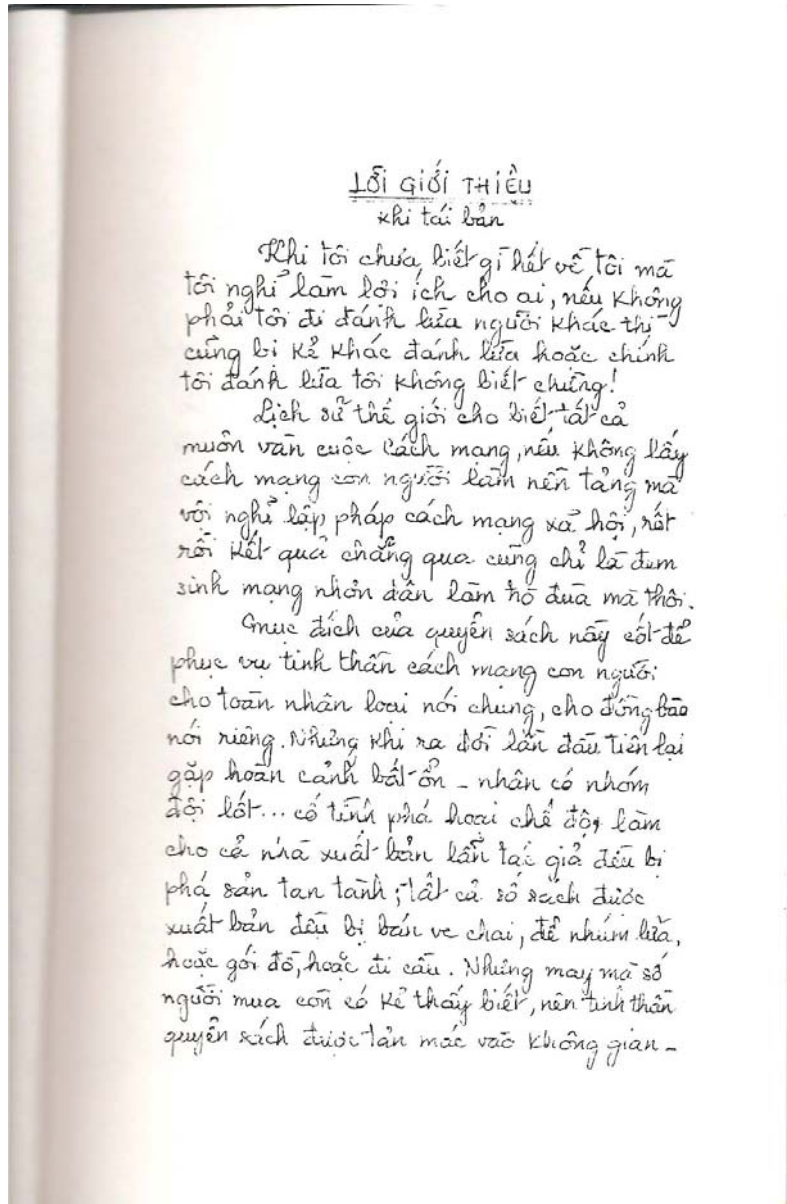 LỜI GIỚI THIỆU
khi tái bản
Khi tôi chưa biết gì hết về tôi mà
tôi nghỉ làm lợi ích cho ai, nếu không
phải tôi đi đánh lừa người khác thì
cũng bị kẻ khác đánh lừa hoặc chính
tôi đánh lừa tôi không biết chừng!
Lịch sử thế giới cho biết, tất cả
muôn vàn cuộc Cách mạng, nếu không lấy
cách mạng con người làm nền tảng mà
vội nghỉ lập pháp cách mạng xả hội, rốt
rồi kết quả chẳng qua cũng chỉ là đem
sinh mạng nhơn dân làm trò đùa mà thôi.
Mục đích của quyển sách nầy cốt để
phục vụ tinh thần cách mạng con người
cho toàn nhân loại nói chung, cho đồng bào
nói riêng. Nhưng khi ra đời lần đầu tiên lại
gặp hoàn cảnh bất ổn - nhân có nhóm
đội lốt... cố tình phá hoại chế độ, làm
cho cả nhà xuất bản lẫn tác giả đều bị
phá sản tan tành; tất cả số sách được
xuất bản đều bị bán ve chai, để nhúm lửa,
hoặc gói đồ, hoặc đi cầu. Nhưng may mà số
người mua còn có kẻ thấy biết, nên tinh thần
quyển sách được tản mác vào không gian -